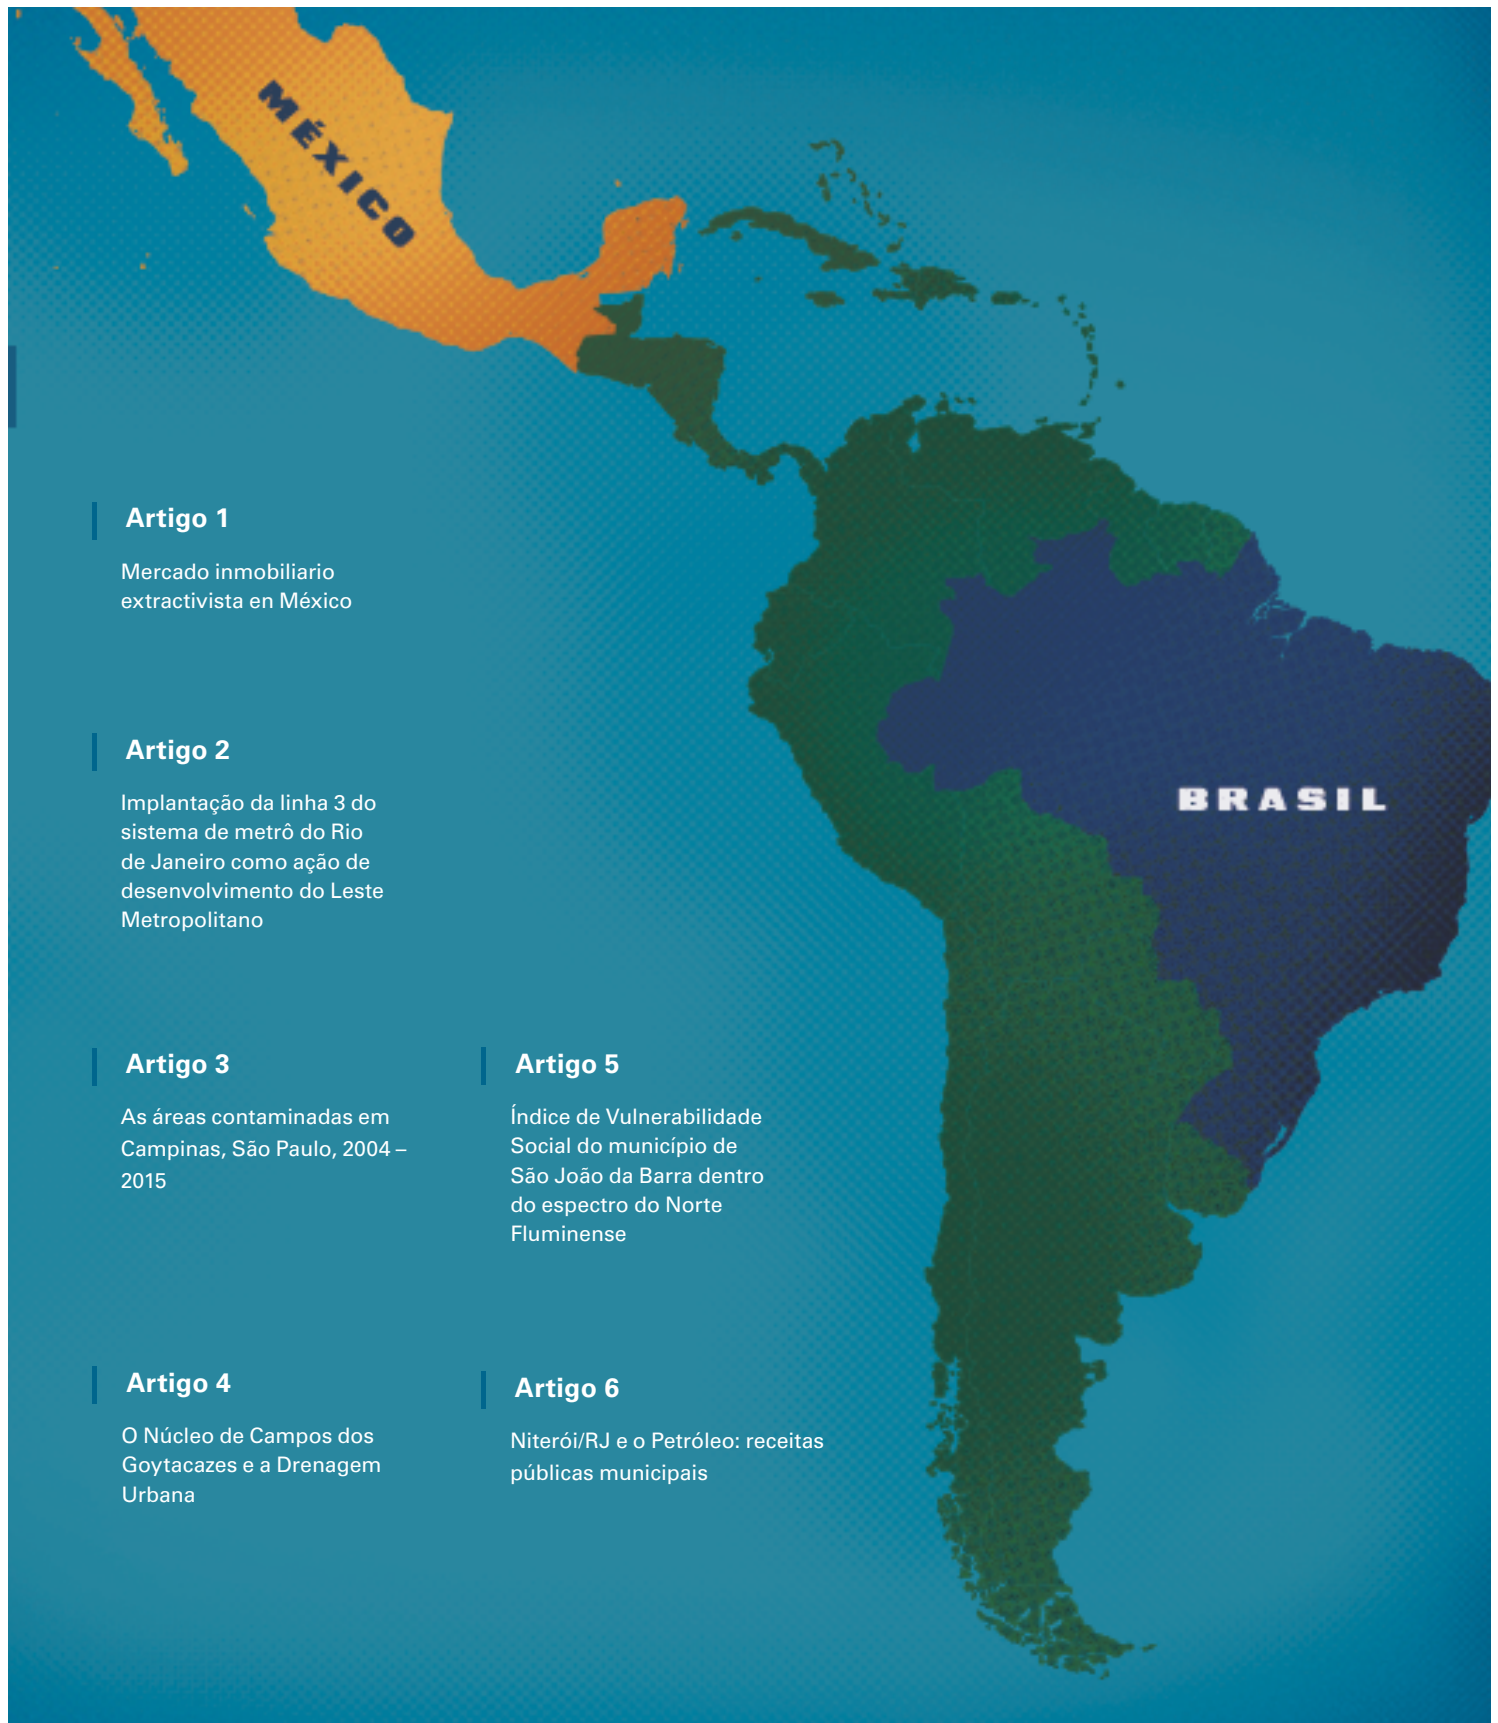 MÉXICO
BRASIL
Artigo 1
Mercado inmobiliario
extractivista en México
Artigo 2
Implantação da linha 3 do
sistema de metrô do Rio
de Janeiro como ação de
desenvolvimento do Leste
Metropolitano
Artigo 3
As áreas contaminadas em
Campinas, São Paulo, 2004 –
2015
Artigo 4
O Núcleo de Campos dos
Goytacazes e a Drenagem
Urbana
Artigo 5
Índice de Vulnerabilidade
Social do município de
São João da Barra dentro
do espectro do Norte
Fluminense
Artigo 6
Niterói/RJ e o Petróleo: receitas
públicas municipais